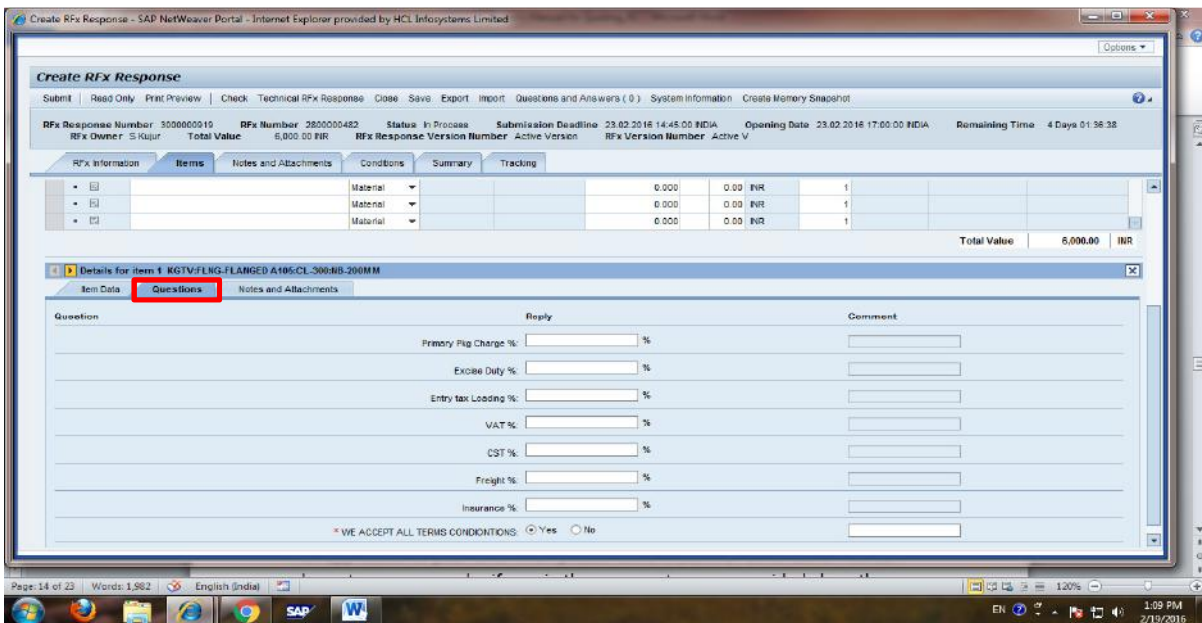 Create RFx Response - SAP NetWeaver Portal - Internet Explorer provided by HCL Infosystems Limited
Options
Create RFx Response
Submit | Read Only Print Preview | Check Technical RFx Response Close Save Export Import Questions and Answers ( 0 ) System Information Create Memory Snapshot
RFx Response Number 3000000919 RFx Number 2800000482 Status In Process Submission Deadline 23.02.2016 14:45:00 INDIA Opening Date 23.02.2016 17:00:00 INDIA Remaining Time 4 Days 01:36:38
RFx Owner S Kujur Total Value 6,000.00 INR RFx Response Version Number Active Version RFx Version Number Active V
RFx Information Items Notes and Attachments Conditions Summary Tracking
Material 0.000 0.00 INR 1
Material 0.000 0.00 INR 1
Material 0.000 0.00 INR 1
Total Value 6,000.00 INR
Details for item 1 KGTV:FLNG-FLANGED A105:CL-300:NB-200MM
Item Data Questions Notes and Attachments
Question Reply Comment
Primary Pkg Charge %: %
Excise Duty %: %
Entry tax Loading %: %
VAT %: %
CST %: %
Freight %: %
Insurance %: %
* WE ACCEPT ALL TERMS CONDIONTIONS: Yes No
Page: 14 of 23 Words: 1,982 English (India) 120%
SAP W EN 1:09 PM
2/19/2016